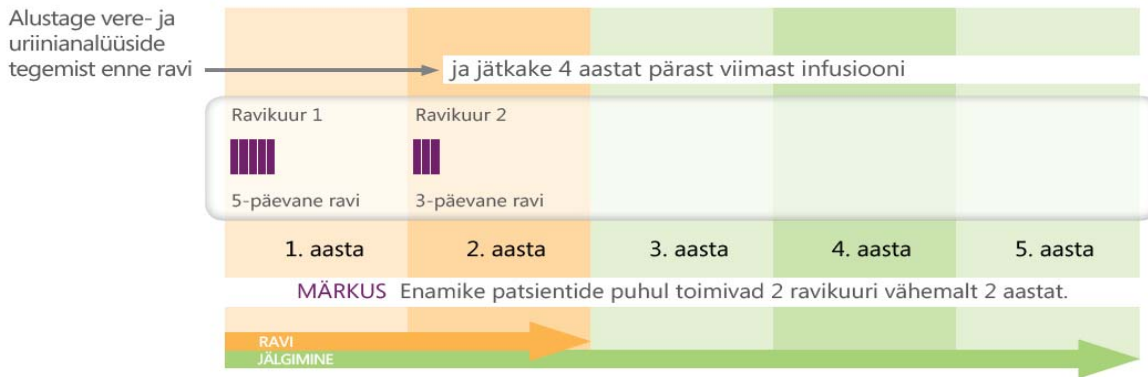 Alustage vere- ja
uriinianalüüside
tegemist enne ravi
ja jätkake 4 aastat pärast viimast infusiooni
Ravikuur 1
Ravikuur 2
5-päevane ravi
3-päevane ravi
1. aasta
2. aasta
3. aasta
4. aasta
5. aasta
MÄRKUS Enamike patsientide puhul toimivad 2 ravikuuri vähemalt 2 aastat.
RAVI
JÄLGIMINE